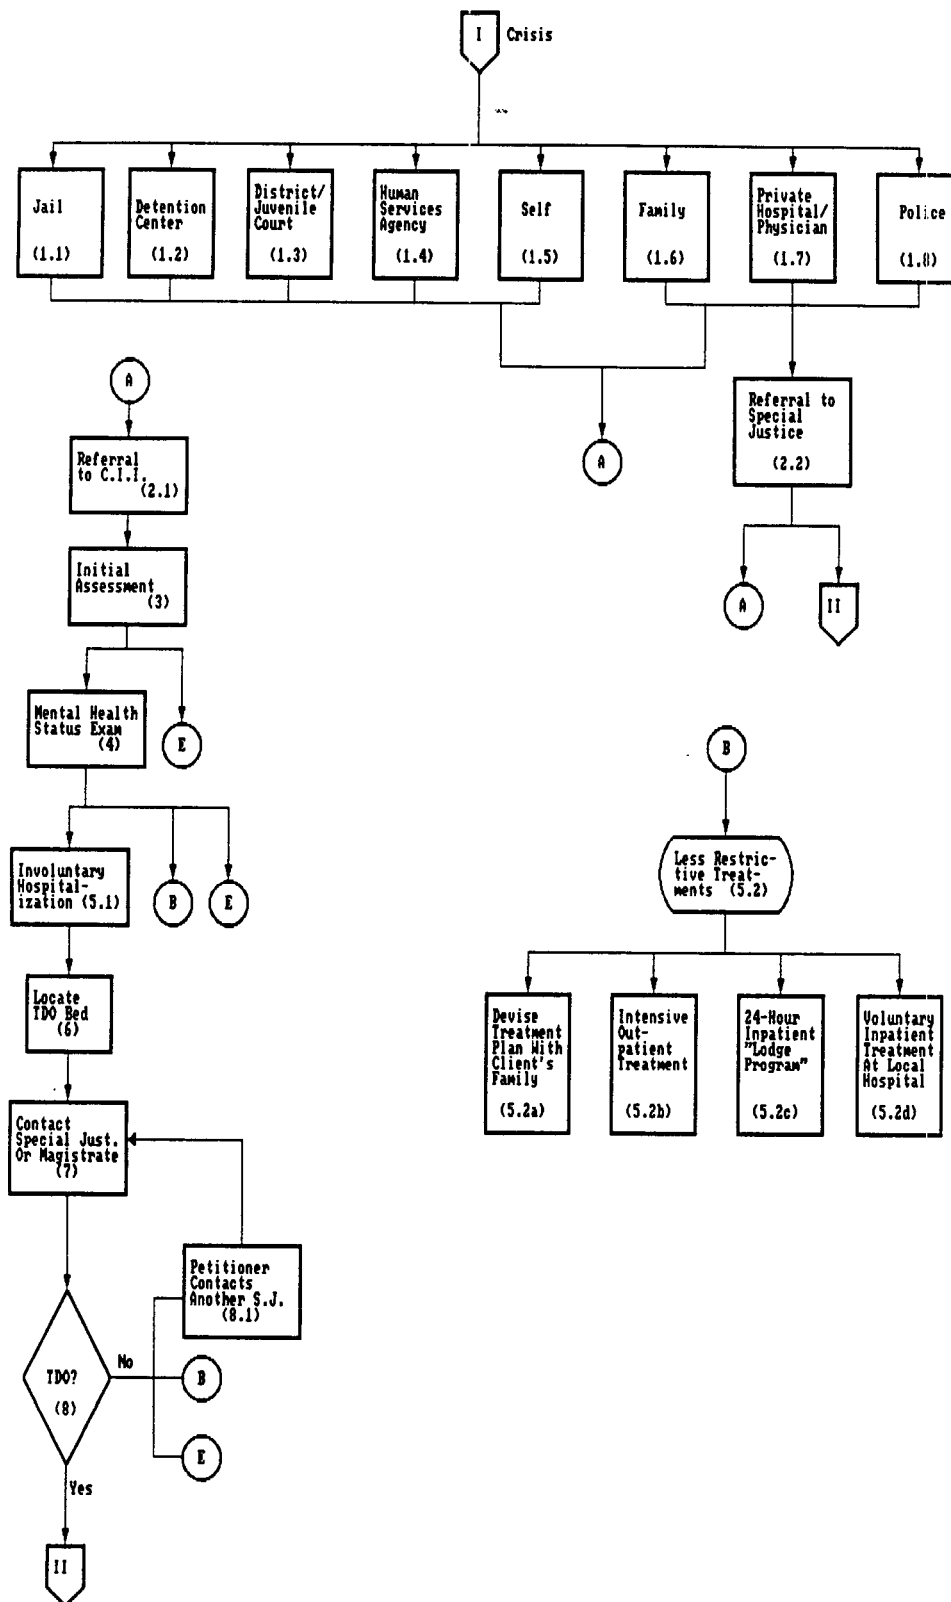 I Crisis
Jail
(1.1)
Detention
Center
(1.2)
District/
Juvenile
Court
(1.3)
Human
Services
Agency
(1.4)
Self
(1.5)
Family
(1.6)
Private
Hospital/
Physician
(1.7)
Police
(1.8)
A
Referral to
Special
Justice
(2.2)
A
II
A
Referral
to C.I.I.
(2.1)
Initial
Assessment
(3)
Mental Health
Status Exam
(4)
E
Involuntary
Hospital-
ization (5.1)
B
E
Locate
TDO Bed
(6)
Contact
Special Just.
Or Magistrate
(7)
Petitioner
Contacts
Another S.J.
(8.1)
TDO?
(8)
No
B
E
Yes
II
B
Less Restric-
tive Treat-
ments (5.2)
Devise
Treatment
Plan With
Client's
Family
(5.2a)
Intensive
Out-
patient
Treatment
(5.2b)
24-Hour
Inpatient
"Lodge
Program"
(5.2c)
Voluntary
Inpatient
Treatment
At Local
Hospital
(5.2d)